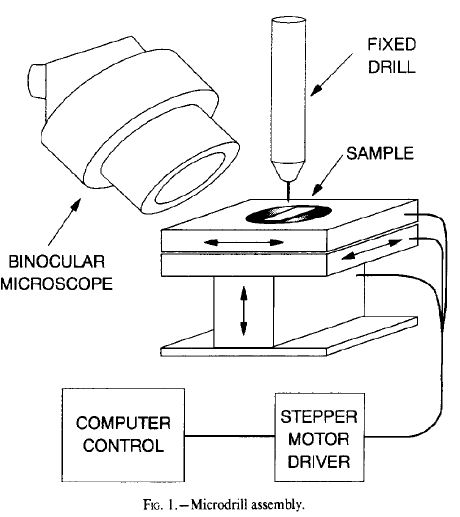 FIXED
DRILL
SAMPLE
BINOCULAR
MICROSCOPE
COMPUTER
CONTROL
STEPPER
MOTOR
DRIVER
FIG. 1.—Microdrill assembly.